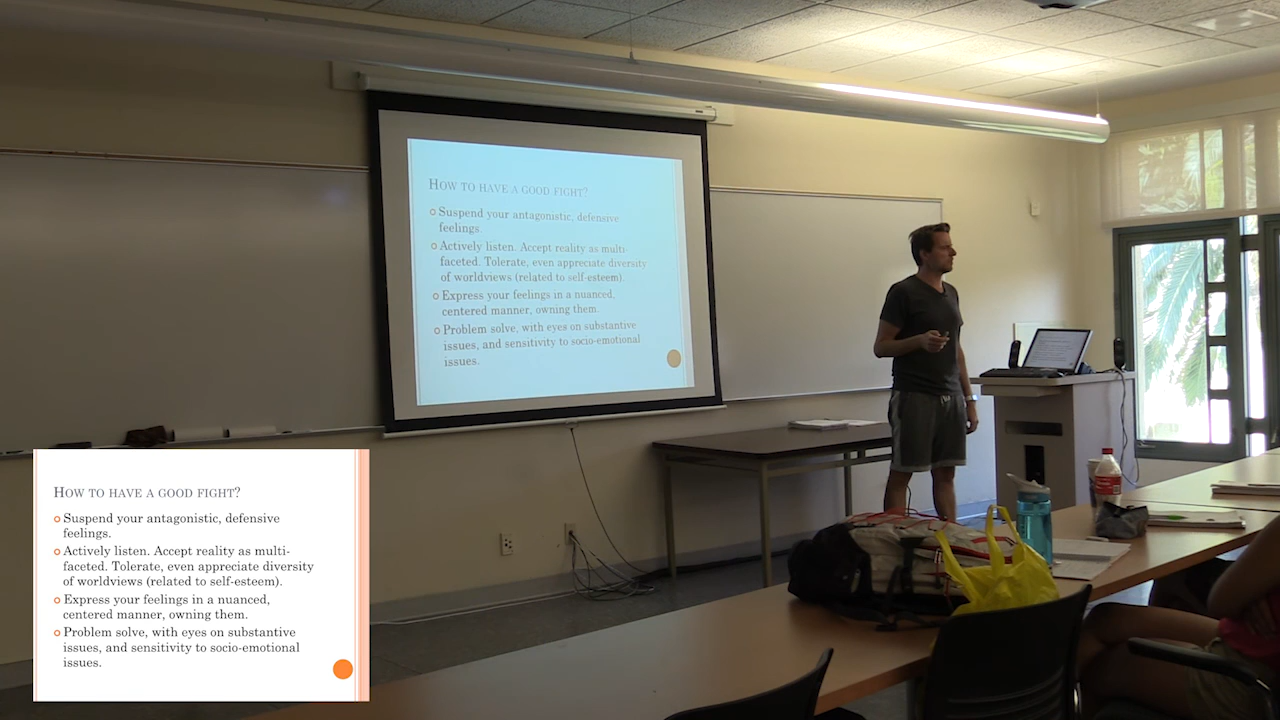 How to have a good fight?
Suspend your antagonistic, defensive
feelings.
Actively listen. Accept reality as multi-
faceted. Tolerate, even appreciate diversity
of worldviews (related to self-esteem).
Express your feelings in a nuanced,
centered manner, owning them.
Problem solve, with eyes on substantive
issues, and sensitivity to socio-emotional
issues.
How to have a good fight?
Suspend your antagonistic, defensive
feelings.
Actively listen. Accept reality as multi-
faceted. Tolerate, even appreciate diversity
of worldviews (related to self-esteem).
Express your feelings in a nuanced,
centered manner, owning them.
Problem solve, with eyes on substantive
issues, and sensitivity to socio-emotional
issues.